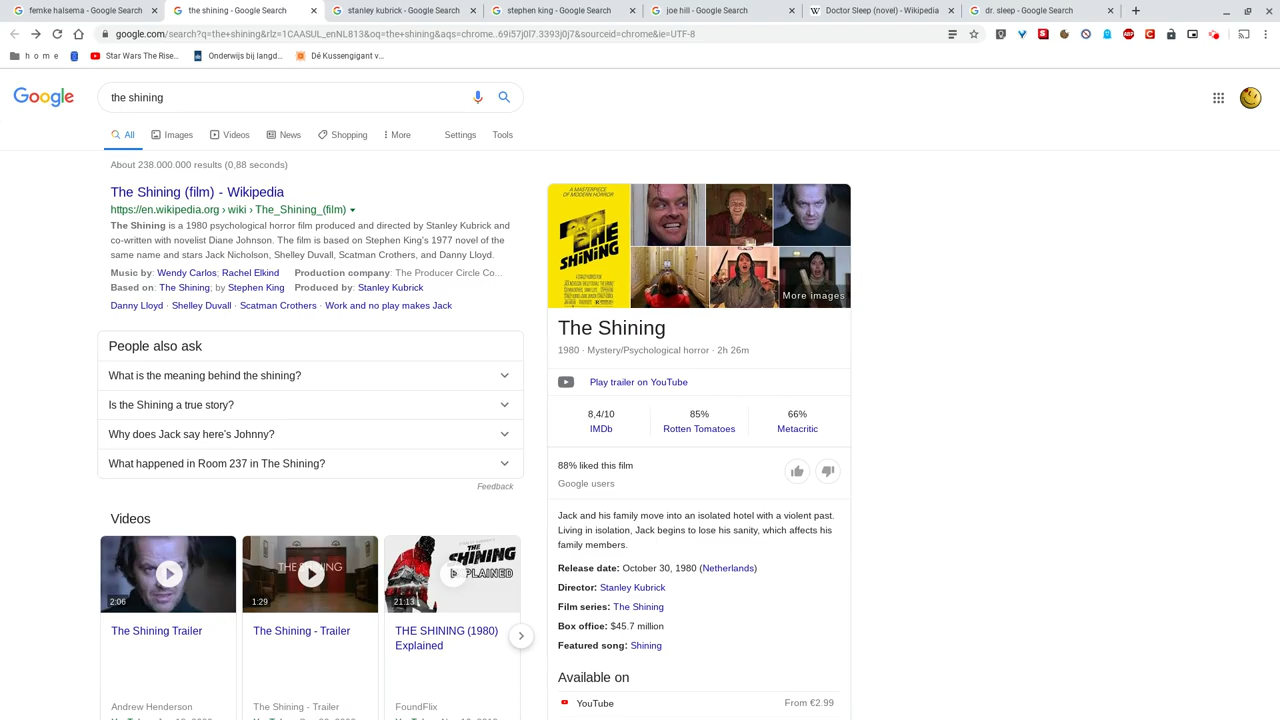 femke halsema - Google Search
the shining - Google Search
stanley kubrick - Google Search
stephen king - Google Search
joe hill - Google Search
Doctor Sleep (novel) - Wikipedia
dr. sleep - Google Search
google.com/search?q=the+shining&rlz=1CAASUL_enNL813&oq=the+shining&aqs=chrome..69i57j0l7.3393j0j7&sourceid=chrome&ie=UTF-8
h o m e
Star Wars The Rise...
Onderwijs bij langd...
Dé Kussengigant v...
Google
the shining
All
Images
Videos
News
Shopping
More
Settings
Tools
About 238.000.000 results (0,88 seconds)
The Shining (film) - Wikipedia
https://en.wikipedia.org › wiki › The_Shining_(film)
The Shining is a 1980 psychological horror film produced and directed by Stanley Kubrick and
co-written with novelist Diane Johnson. The film is based on Stephen King's 1977 novel of the
same name and stars Jack Nicholson, Shelley Duvall, Scatman Crothers, and Danny Lloyd.
Music by: Wendy Carlos; Rachel Elkind Production company: The Producer Circle Co...
Based on: The Shining; by Stephen King Produced by: Stanley Kubrick
Danny Lloyd · Shelley Duvall · Scatman Crothers · Work and no play makes Jack
People also ask
What is the meaning behind the shining?
Is the Shining a true story?
Why does Jack say here's Johnny?
What happened in Room 237 in The Shining?
Feedback
Videos
2:06
The Shining Trailer
Andrew Henderson
THE SHINING
1:29
The Shining - Trailer
The Shining - Trailer
THE SHINING
EXPLAINED
21:13
THE SHINING (1980)
Explained
FoundFlix
A MASTERPIECE
OF MODERN HORROR
THE
SHiNiNG
More images
The Shining
1980 · Mystery/Psychological horror · 2h 26m
Play trailer on YouTube
8,4/10
IMDb
85%
Rotten Tomatoes
66%
Metacritic
88% liked this film
Google users
Jack and his family move into an isolated hotel with a violent past.
Living in isolation, Jack begins to lose his sanity, which affects his
family members.
Release date: October 30, 1980 (Netherlands)
Director: Stanley Kubrick
Film series: The Shining
Box office: $45.7 million
Featured song: Shining
Available on
YouTube
From €2.99